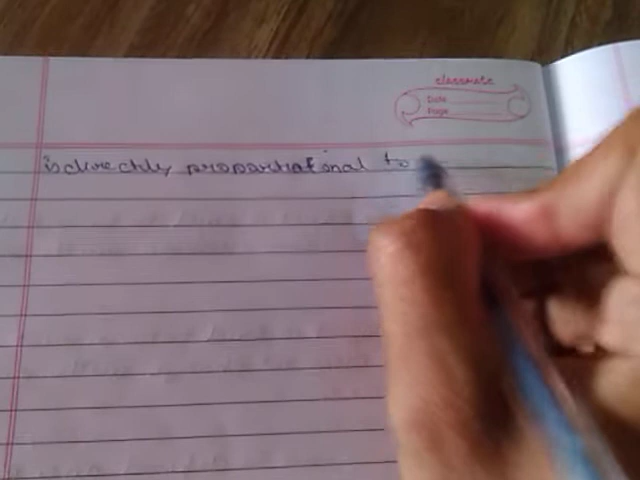 classmate
Date
Page
is directly proportional to